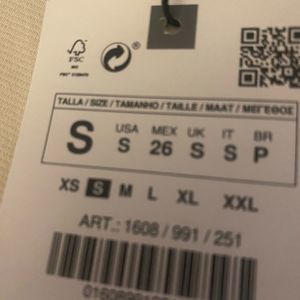 FSC
TALLA / SIZE / TAMANHO / TAILLE / MAAT / ΜΕΓΕΘΟΣ
S USA MEX UK IT BR
S 26 S S P
XS S M L XL XXL
ART.: 1608 / 991 / 251